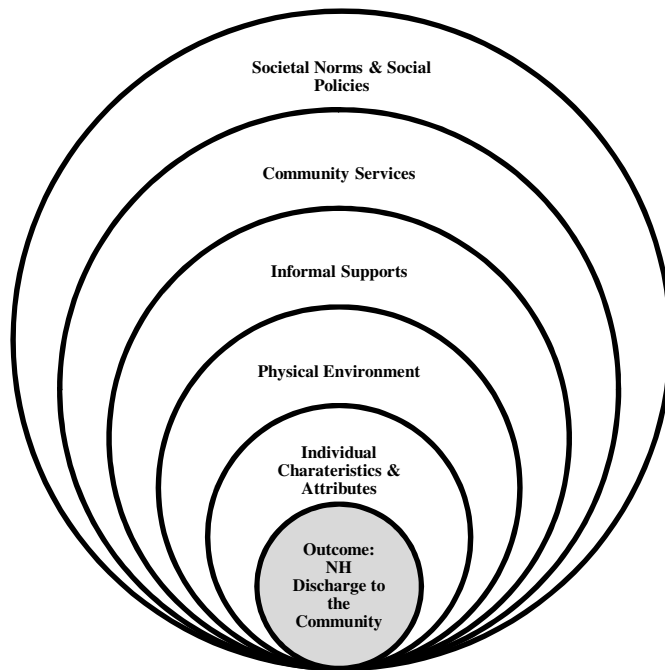 Societal Norms & Social
Policies
Community Services
Informal Supports
Physical Environment
Individual
Charateristics &
Attributes
Outcome:
NH
Discharge to
the
Community